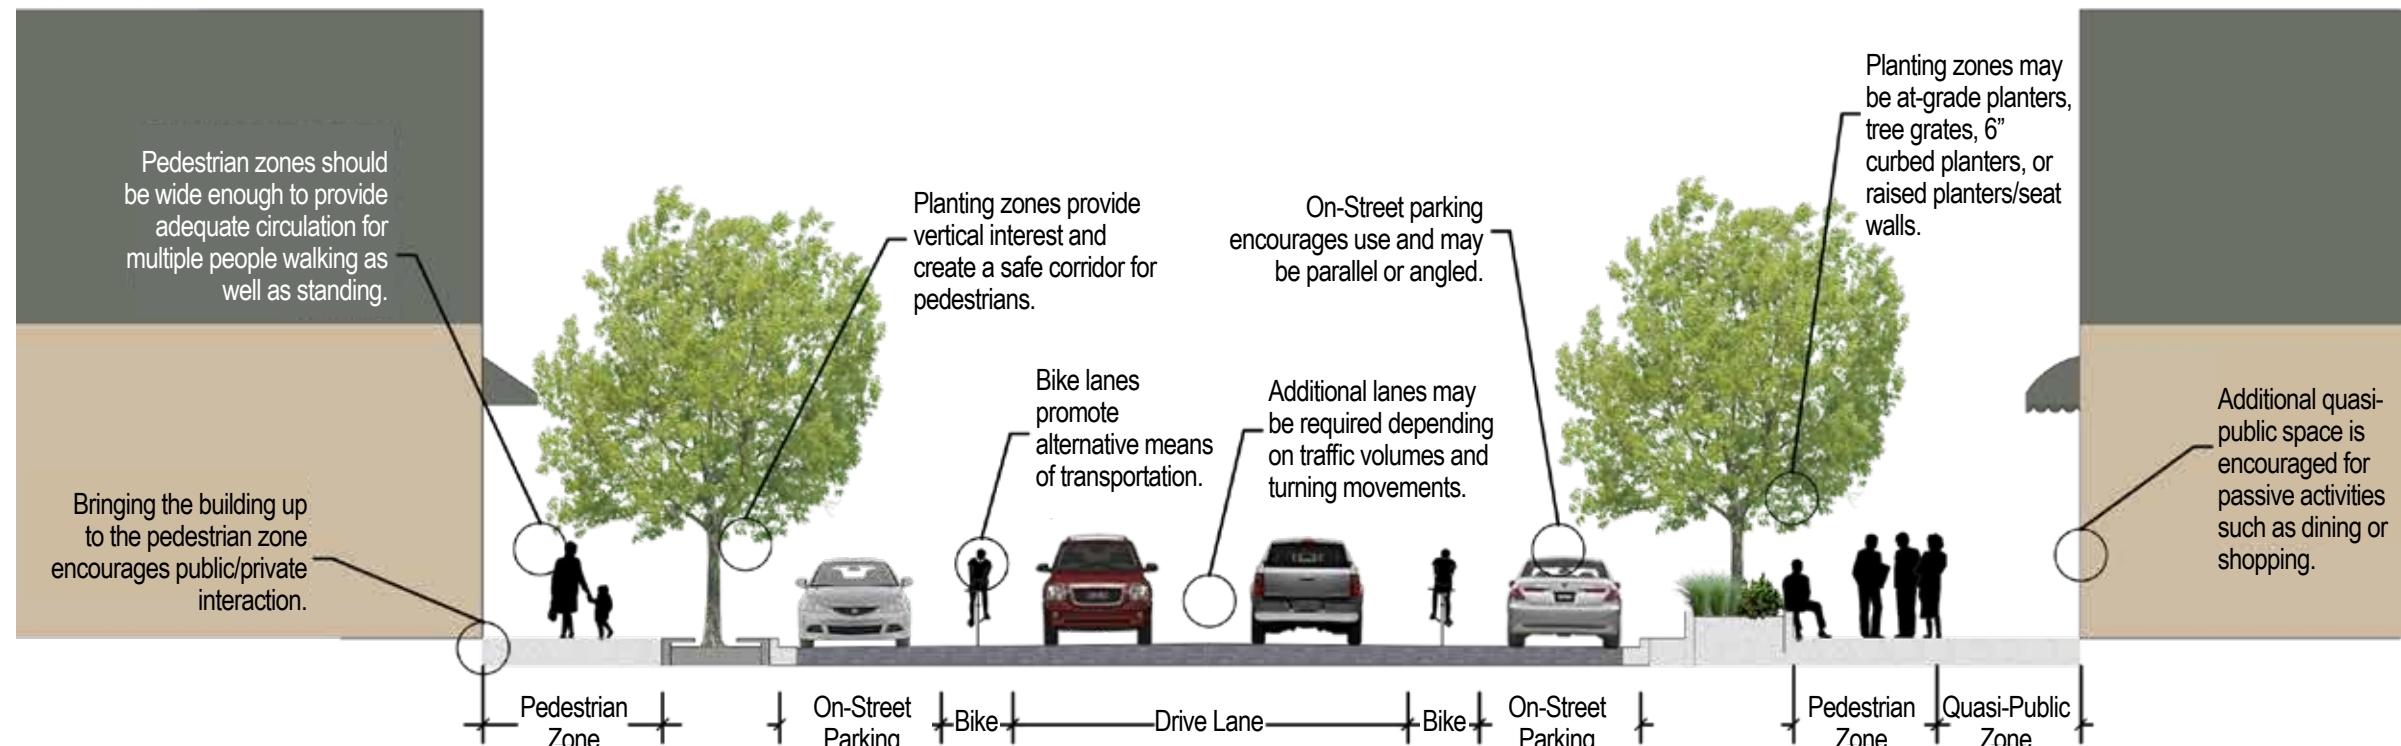 Pedestrian zones should
be wide enough to provide
adequate circulation for
multiple people walking as
well as standing.
Bringing the building up
to the pedestrian zone
encourages public/private
interaction.
Planting zones provide
vertical interest and
create a safe corridor for
pedestrians.
Bike lanes
promote
alternative means
of transportation.
On-Street parking
encourages use and may
be parallel or angled.
Additional lanes may
be required depending
on traffic volumes and
turning movements.
Planting zones may
be at-grade planters,
tree grates, 6”
curbed planters, or
raised planters/seat
walls.
Additional quasi-
public space is
encouraged for
passive activities
such as dining or
shopping.
Pedestrian
Zone
On-Street
Parking
Bike
Drive Lane
Bike
On-Street
Parking
Pedestrian
Zone
Quasi-Public
Zone